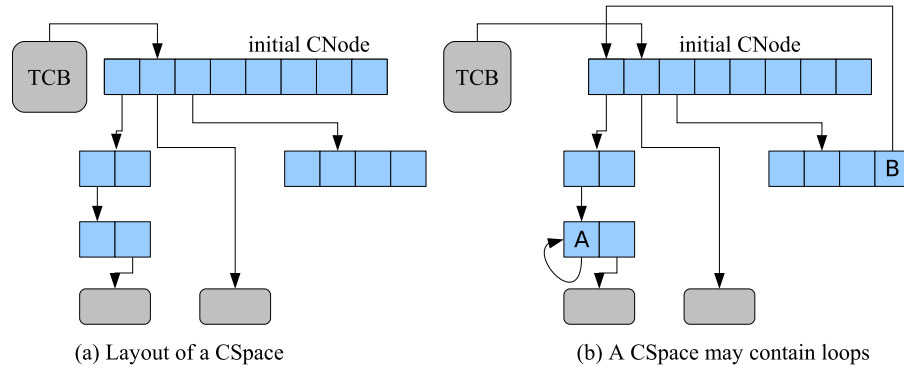 initial CNode
TCB
(a) Layout of a CSpace
initial CNode
TCB
B
A
(b) A CSpace may contain loops